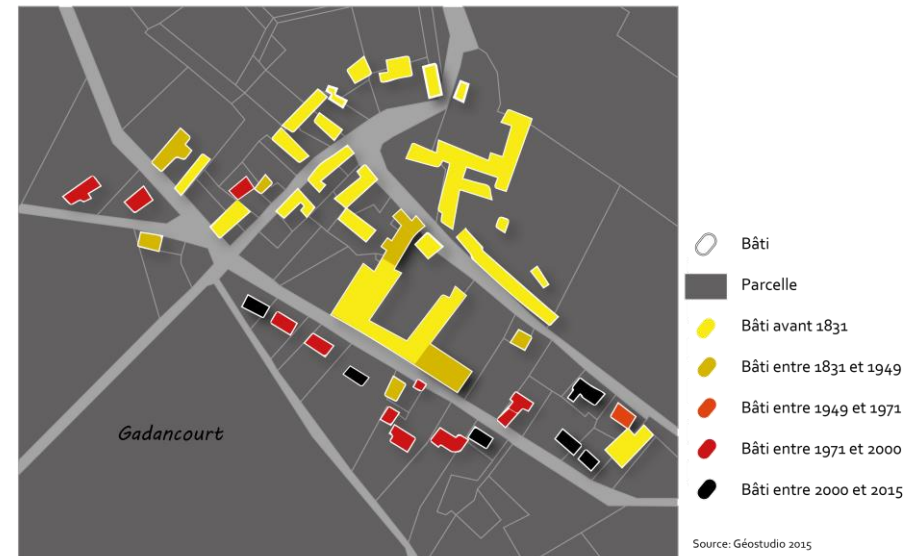 Gadancourt
Bâti
Parcelle
Bâti avant 1831
Bâti entre 1831 et 1949
Bâti entre 1949 et 1971
Bâti entre 1971 et 2000
Bâti entre 2000 et 2015
Source: Géostudio 2015